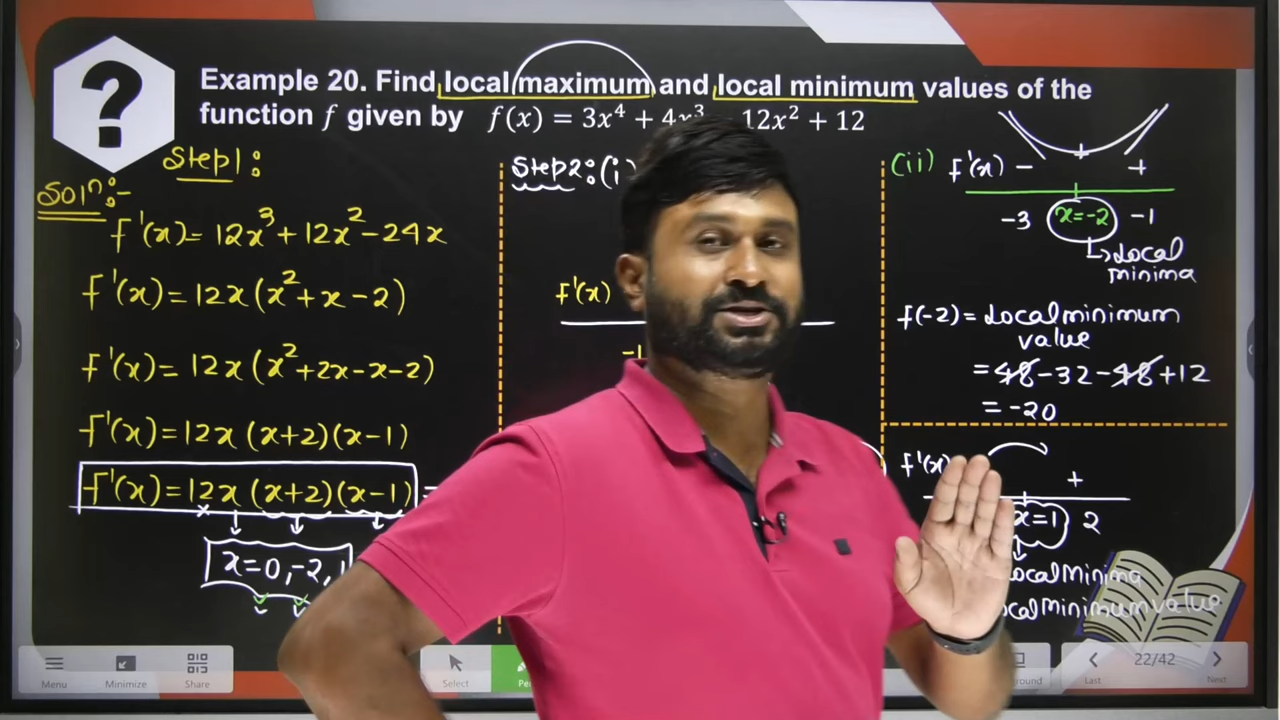 ?
Example 20. Find local maximum and local minimum values of the
function f given by f(x) = 3x⁴ + 4x³ - 12x² + 12
Step1:
Soln:-
f'(x)= 12x³+12x²-24x
f'(x)=12x(x²+x-2)
f'(x)= 12x(x²+2x-x-2)
f'(x)=12x(x+2)(x-1)
f'(x)=12x(x+2)(x-1) =
x=0,-2,1
Step2:(i)
f'(x)
-1
(ii) f'(x) - +
-3 x=-2 -1
↳Local
minima
f(-2)= Local minimum
value
=48-32-48+12
= -20
f'(x) +
x=1 2
Local Minima
Local Minimum value
Menu Minimize Share Select 22/42
Last Next